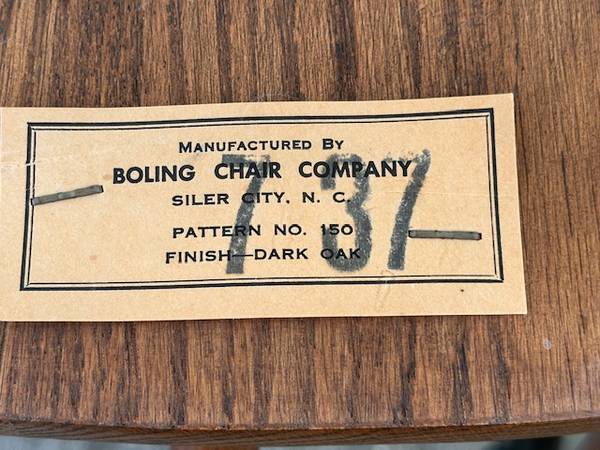 MANUFACTURED BY
BOLING CHAIR COMPANY
SILER CITY, N. C.
PATTERN NO. 150
FINISH—DARK OAK
737